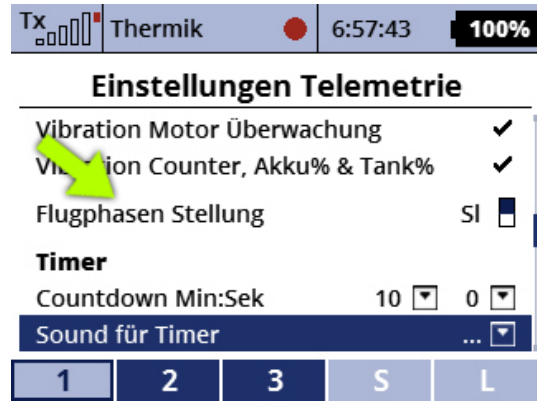 Tx Thermik 6:57:43 100%
Einstellungen Telemetrie
Vibration Motor Überwachung
Counter, Akku% & Tank%
Flugphasen Stellung Sl
Timer
Countdown Min:Sek 10 0
Sound für Timer ...
1 2 3 S L